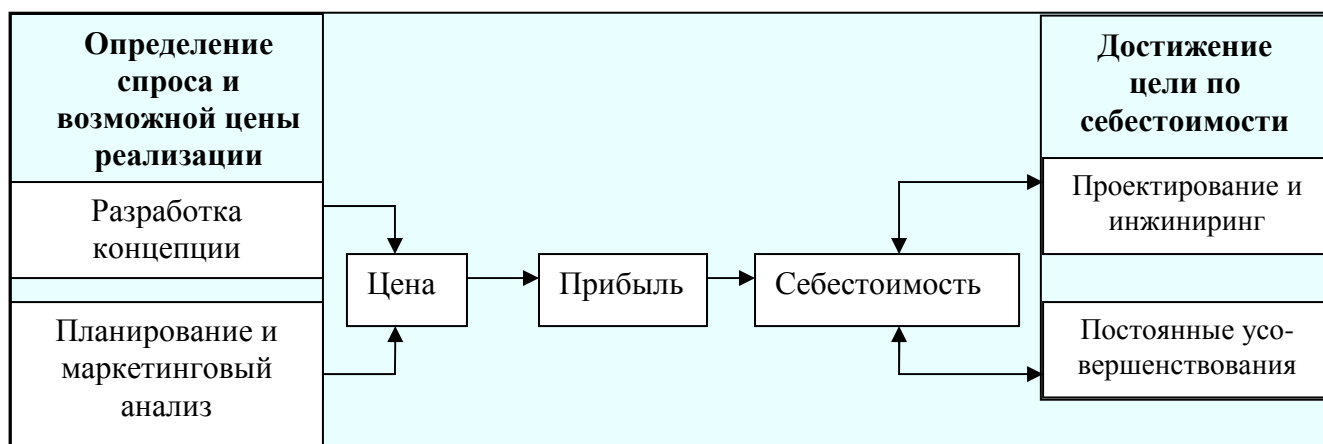 Определение
спроса и
возможной цены
реализации
Разработка
концепции
Планирование и
маркетинговый
анализ
Цена
Прибыль
Себестоимость
Достижение
цели по
себестоимости
Проектирование и
инжиниринг
Постоянные усо-
вершенствования